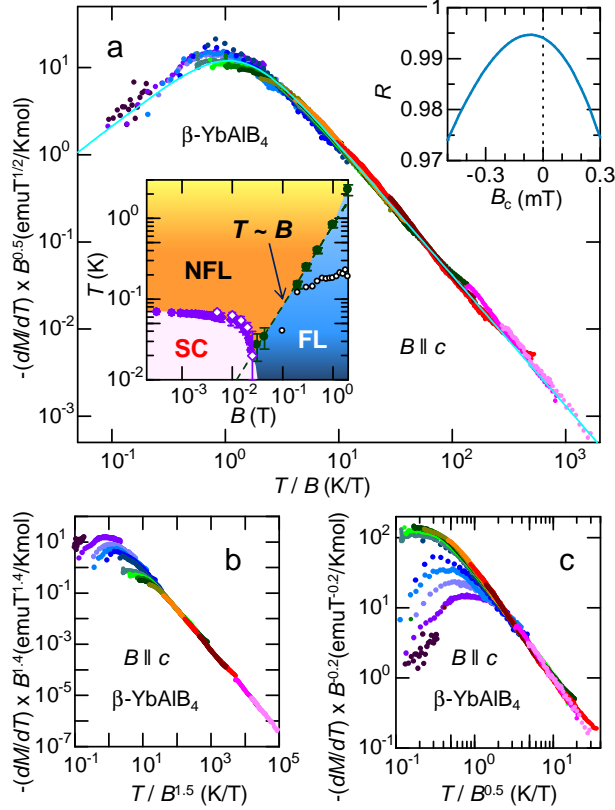 a
-(dM/dT) x B^0.5(emuT^1/2/Kmol)
10^1
10^0
10^-1
10^-2
10^-3
β-YbAlB4
B ∥ c
10^-1 10^0 10^1 10^2 10^3
T / B (K/T)
R
0.99
0.98
0.97
-0.3 0 0.3
Bc (mT)
T (K)
10^0
10^-1
10^-2
NFL
T ~ B
SC
FL
10^-3 10^-2 10^-1 10^0
B (T)
b
-(dM/dT) x B^1.4(emuT^1.4/Kmol)
10^1
10^-1
10^-3
10^-5
10^-7
B ∥ c
β-YbAlB4
10^-1 10^1 10^3 10^5
T / B^1.5 (K/T)
c
-(dM/dT) x B^-0.2(emuT^-0.2/Kmol)
10^2
10^1
10^0
10^-1
B ∥ c
β-YbAlB4
10^-1 10^0 10^1
T / B^0.5 (K/T)